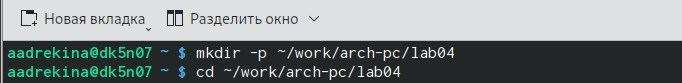 Новая вкладка Разделить окно
aadrekina@dk5n07 ~ $ mkdir -p ~/work/arch-pc/lab04
aadrekina@dk5n07 ~ $ cd ~/work/arch-pc/lab04